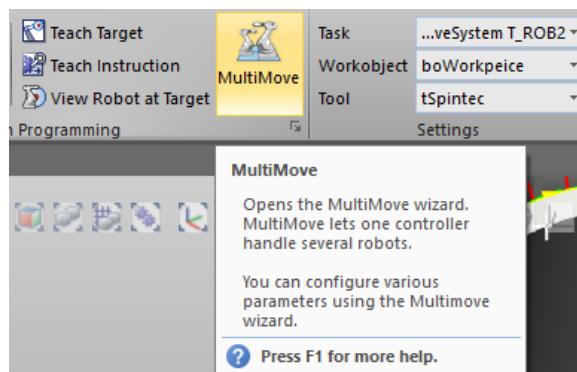 Teach Target
Teach Instruction
View Robot at Target
MultiMove
Task
...veSystem T_ROB2
Workobject
boWorkpeice
Tool
tSpintec
Programming
Settings
MultiMove
Opens the MultiMove wizard.
MultiMove lets one controller
handle several robots.
You can configure various
parameters using the Multimove
wizard.
Press F1 for more help.